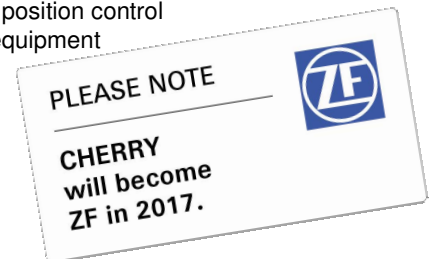 position control
equipment
PLEASE NOTE
ZF
CHERRY
will become
ZF in 2017.